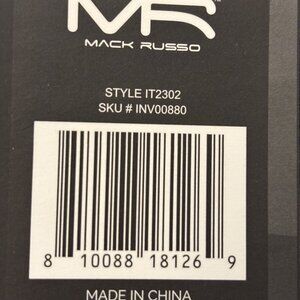 MR
MACK RUSSO
STYLE IT2302
SKU # INV00880
8 10088 18126 9
MADE IN CHINA